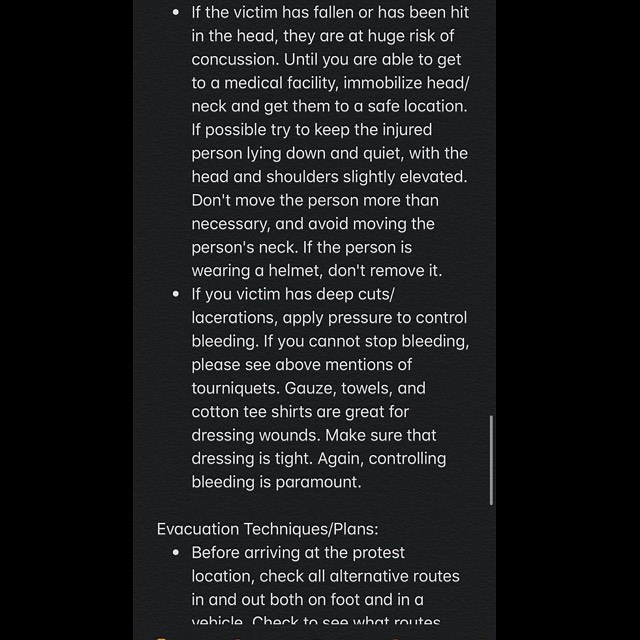 If the victim has fallen or has been hit
in the head, they are at huge risk of
concussion. Until you are able to get
to a medical facility, immobilize head/
neck and get them to a safe location.
If possible try to keep the injured
person lying down and quiet, with the
head and shoulders slightly elevated.
Don't move the person more than
necessary, and avoid moving the
person's neck. If the person is
wearing a helmet, don't remove it.
If you victim has deep cuts/
lacerations, apply pressure to control
bleeding. If you cannot stop bleeding,
please see above mentions of
tourniquets. Gauze, towels, and
cotton tee shirts are great for
dressing wounds. Make sure that
dressing is tight. Again, controlling
bleeding is paramount.
Evacuation Techniques/Plans:
Before arriving at the protest
location, check all alternative routes
in and out both on foot and in a
vehicle. Check to see what routes